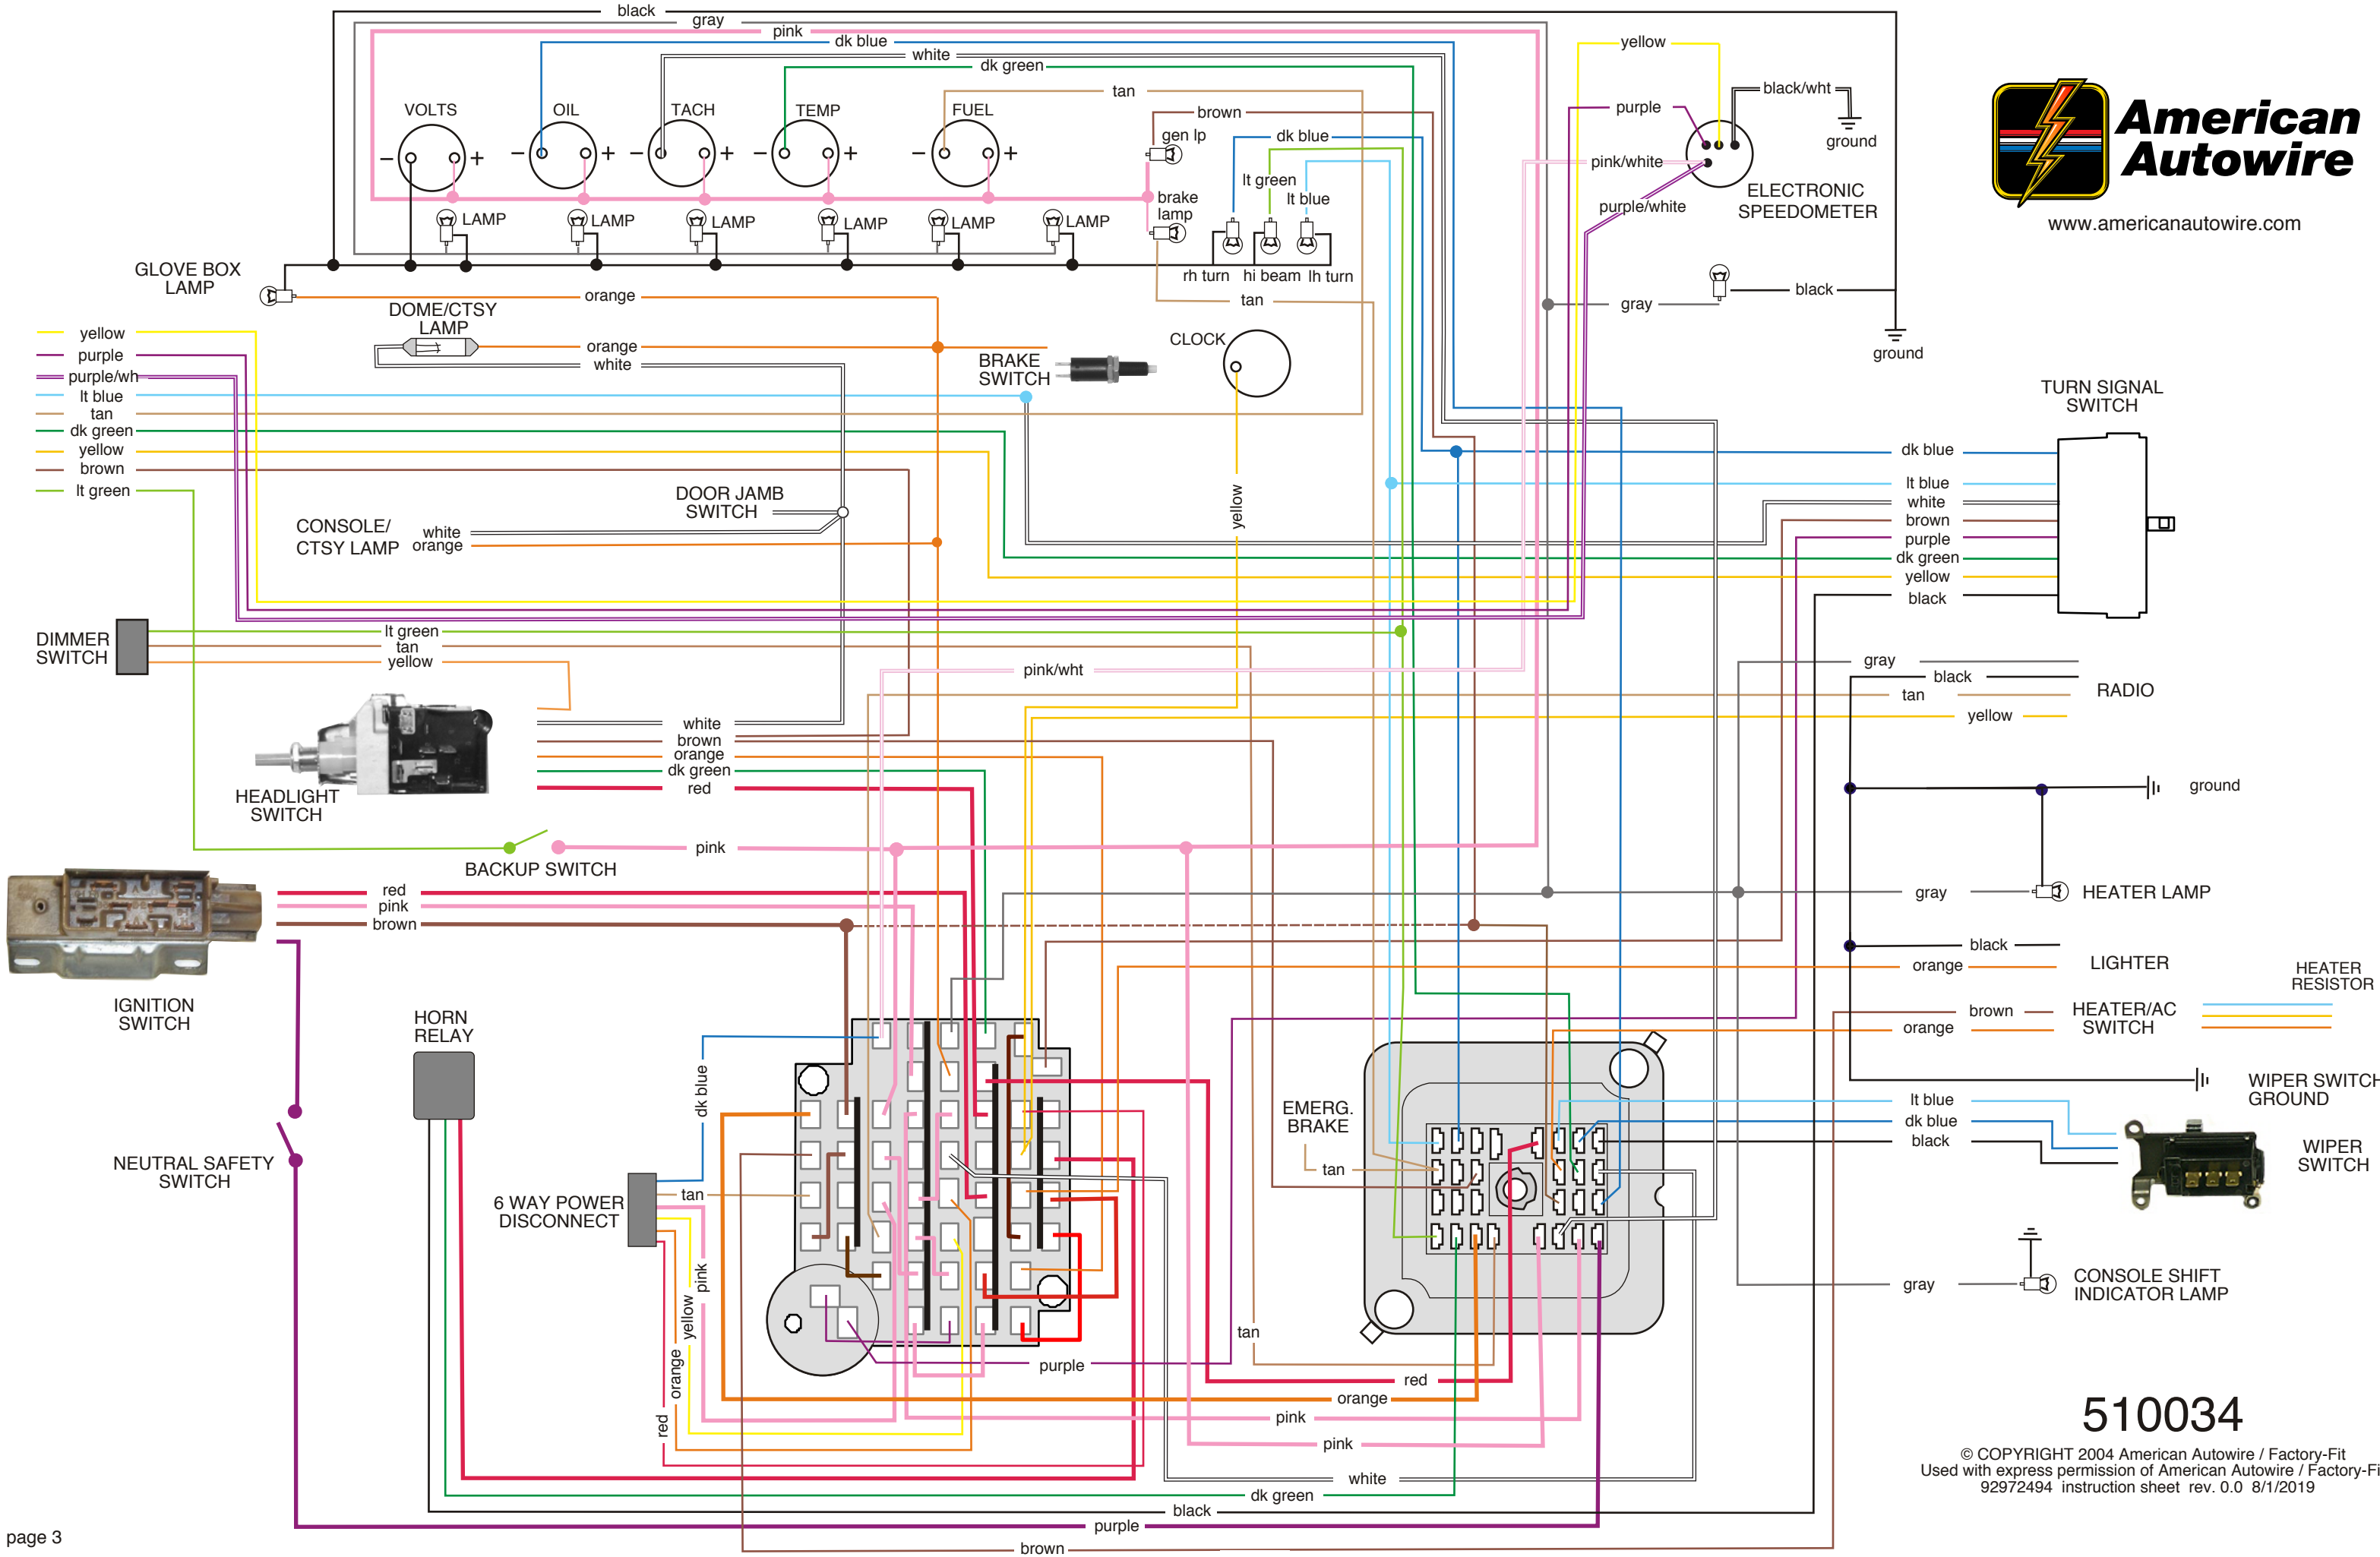 black
gray
pink
dk blue
white
dk green
tan
brown
yellow
purple
black/wht
ground
pink/white
purple/white
ELECTRONIC
SPEEDOMETER
American
Autowire
www.americanautowire.com
VOLTS
OIL
TACH
TEMP
FUEL
- +
- +
- +
- +
- +
gen lp
dk blue
lt green
lt blue
brake
lamp
LAMP
LAMP
LAMP
LAMP
LAMP
LAMP
rh turn
hi beam
lh turn
tan
gray
black
ground
GLOVE BOX
LAMP
orange
DOME/CTSY
LAMP
orange
white
BRAKE
SWITCH
CLOCK
yellow
yellow
purple
purple/wh
lt blue
tan
dk green
yellow
brown
lt green
DOOR JAMB
SWITCH
CONSOLE/
CTSY LAMP
white
orange
TURN SIGNAL
SWITCH
dk blue
lt blue
white
brown
purple
dk green
yellow
black
DIMMER
SWITCH
lt green
tan
yellow
pink/wht
gray
black
tan
yellow
RADIO
HEADLIGHT
SWITCH
white
brown
orange
dk green
red
ground
BACKUP SWITCH
pink
gray
HEATER LAMP
IGNITION
SWITCH
red
pink
brown
black
orange
LIGHTER
HEATER
RESISTOR
brown
orange
HEATER/AC
SWITCH
HORN
RELAY
WIPER SWITCH
GROUND
lt blue
dk blue
black
WIPER
SWITCH
NEUTRAL SAFETY
SWITCH
6 WAY POWER
DISCONNECT
dk blue
tan
pink
yellow
orange
red
EMERG.
BRAKE
tan
tan
gray
CONSOLE SHIFT
INDICATOR LAMP
purple
red
orange
pink
pink
white
dk green
black
purple
brown
510034
© COPYRIGHT 2004 American Autowire / Factory-Fit
Used with express permission of American Autowire / Factory-Fi
92972494 instruction sheet rev. 0.0 8/1/2019
page 3